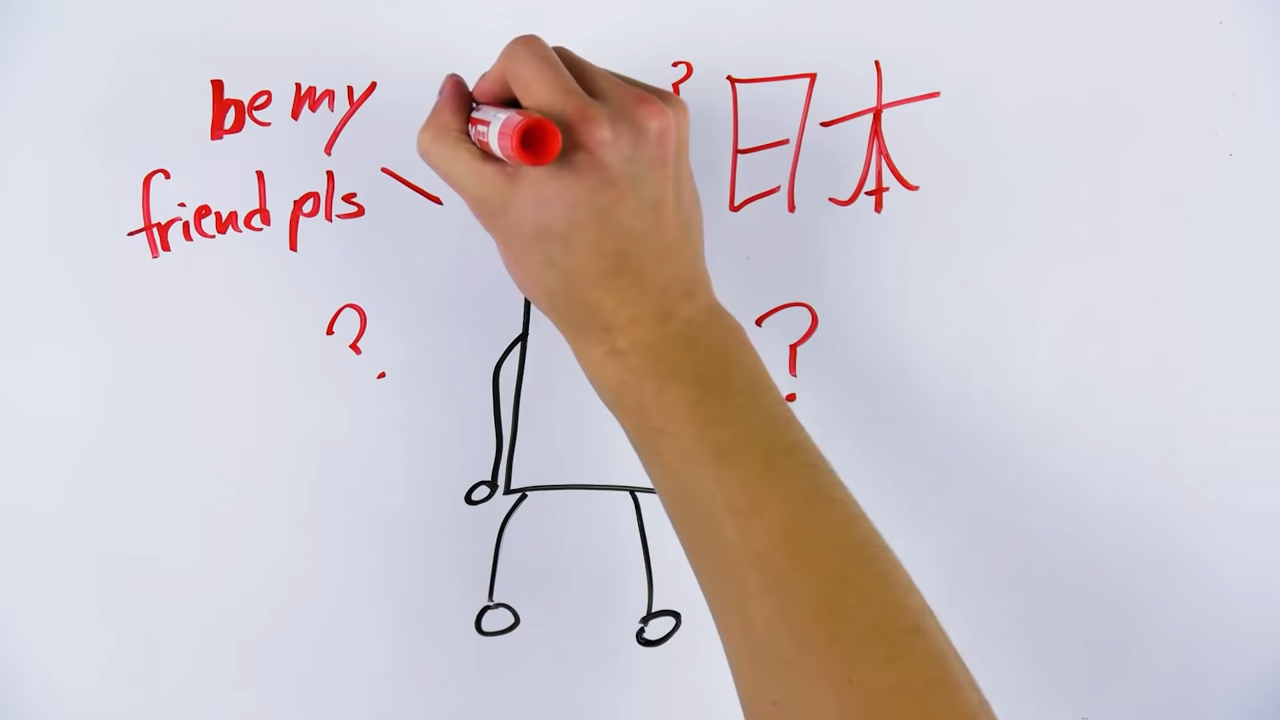 be my
friend pls
? 日本
?
?